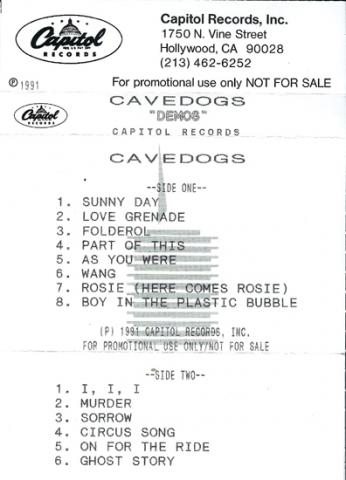 Capitol
RECORDS
Capitol Records, Inc.
1750 N. Vine Street
Hollywood, CA 90028
(213) 462-6252
℗1991
For promotional use only NOT FOR SALE
Capitol
RECORDS
CAVEDOGS
"DEMOS"
CAPITOL RECORDS
CAVEDOGS
--SIDE ONE--
1. SUNNY DAY
2. LOVE GRENADE
3. FOLDEROL
4. PART OF THIS
5. AS YOU WERE
6. WANG
7. ROSIE (HERE COMES ROSIE)
8. BOY IN THE PLASTIC BUBBLE
(P) 1991 CAPITOL RECORDS, INC.
FOR PROMOTIONAL USE ONLY/NOT FOR SALE
--SIDE TWO--
1. I, I, I
2. MURDER
3. SORROW
4. CIRCUS SONG
5. ON FOR THE RIDE
6. GHOST STORY